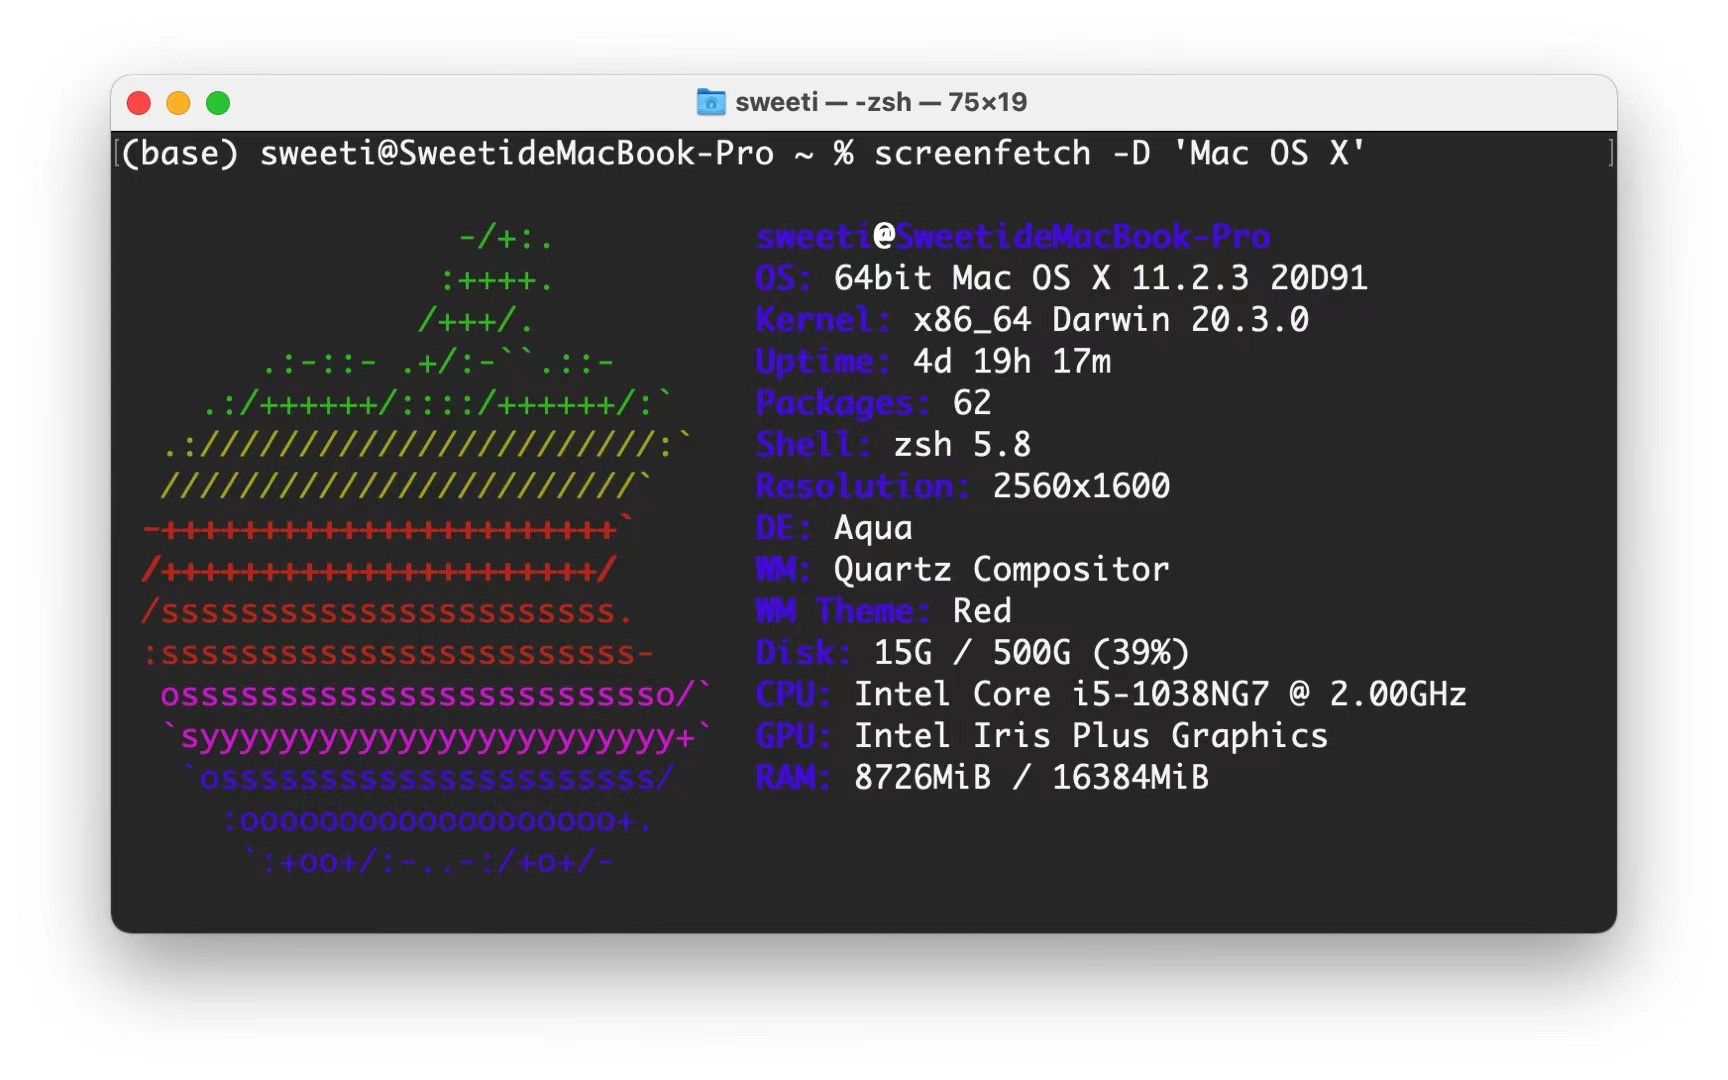 sweeti — -zsh — 75×19
[(base) sweeti@SweetideMacBook-Pro ~ % screenfetch -D 'Mac OS X' ]
-/+:. sweeti@SweetideMacBook-Pro
:++++. OS: 64bit Mac OS X 11.2.3 20D91
/+++/. Kernel: x86_64 Darwin 20.3.0
.:-::- .+/:-``.::- Uptime: 4d 19h 17m
.:/++++++/::::/++++++/:` Packages: 62
.:///////////////////////:` Shell: zsh 5.8
////////////////////////` Resolution: 2560x1600
-+++++++++++++++++++++++` DE: Aqua
/++++++++++++++++++++++/ WM: Quartz Compositor
/sssssssssssssssssssssss. WM Theme: Red
:ssssssssssssssssssssssss- Disk: 15G / 500G (39%)
osssssssssssssssssssssssso/` CPU: Intel Core i5-1038NG7 @ 2.00GHz
`syyyyyyyyyyyyyyyyyyyyyyyy+` GPU: Intel Iris Plus Graphics
`ossssssssssssssssssssss/ RAM: 8726MiB / 16384MiB
:ooooooooooooooooooo+.
`:+oo+/:-..-:/+o+/-